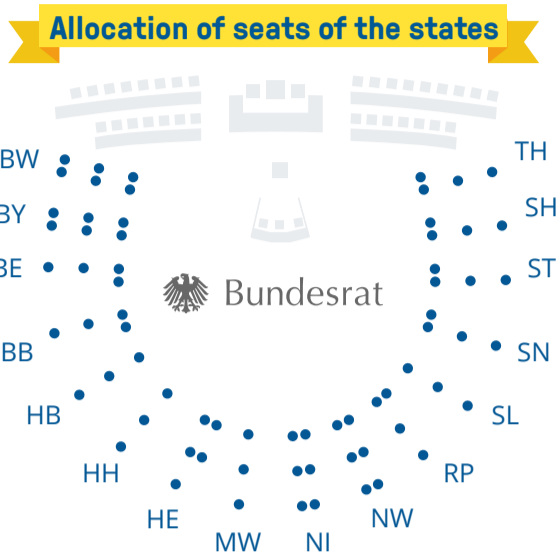 Allocation of seats of the states
BW
TH
BY
SH
BE
ST
Bundesrat
BB
SN
HB
SL
HH
RP
HE
NW
MW
NI